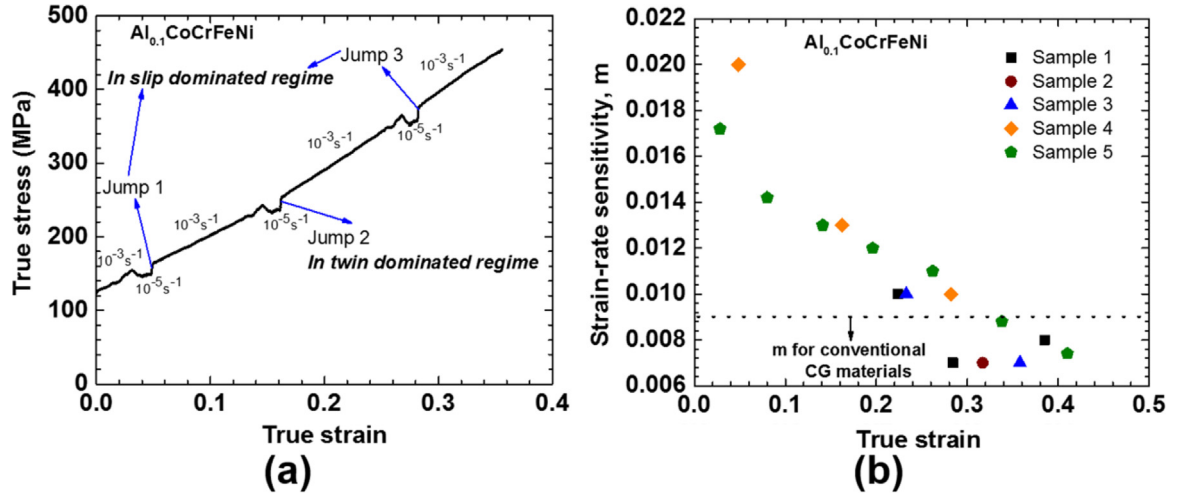 Al0.1CoCrFeNi
Jump 3
In slip dominated regime
10-3s-1
10-5s-1
10-3s-1
Jump 1
10-3s-1
10-5s-1
Jump 2
In twin dominated regime
10-3s-1
10-5s-1
500
400
300
200
100
0
True stress (MPa)
0.0 0.1 0.2 0.3 0.4
True strain
(a)
Al0.1CoCrFeNi
Sample 1
Sample 2
Sample 3
Sample 4
Sample 5
m for conventional
CG materials
0.022
0.020
0.018
0.016
0.014
0.012
0.010
0.008
0.006
Strain-rate sensitivity, m
0.0 0.1 0.2 0.3 0.4 0.5
True strain
(b)